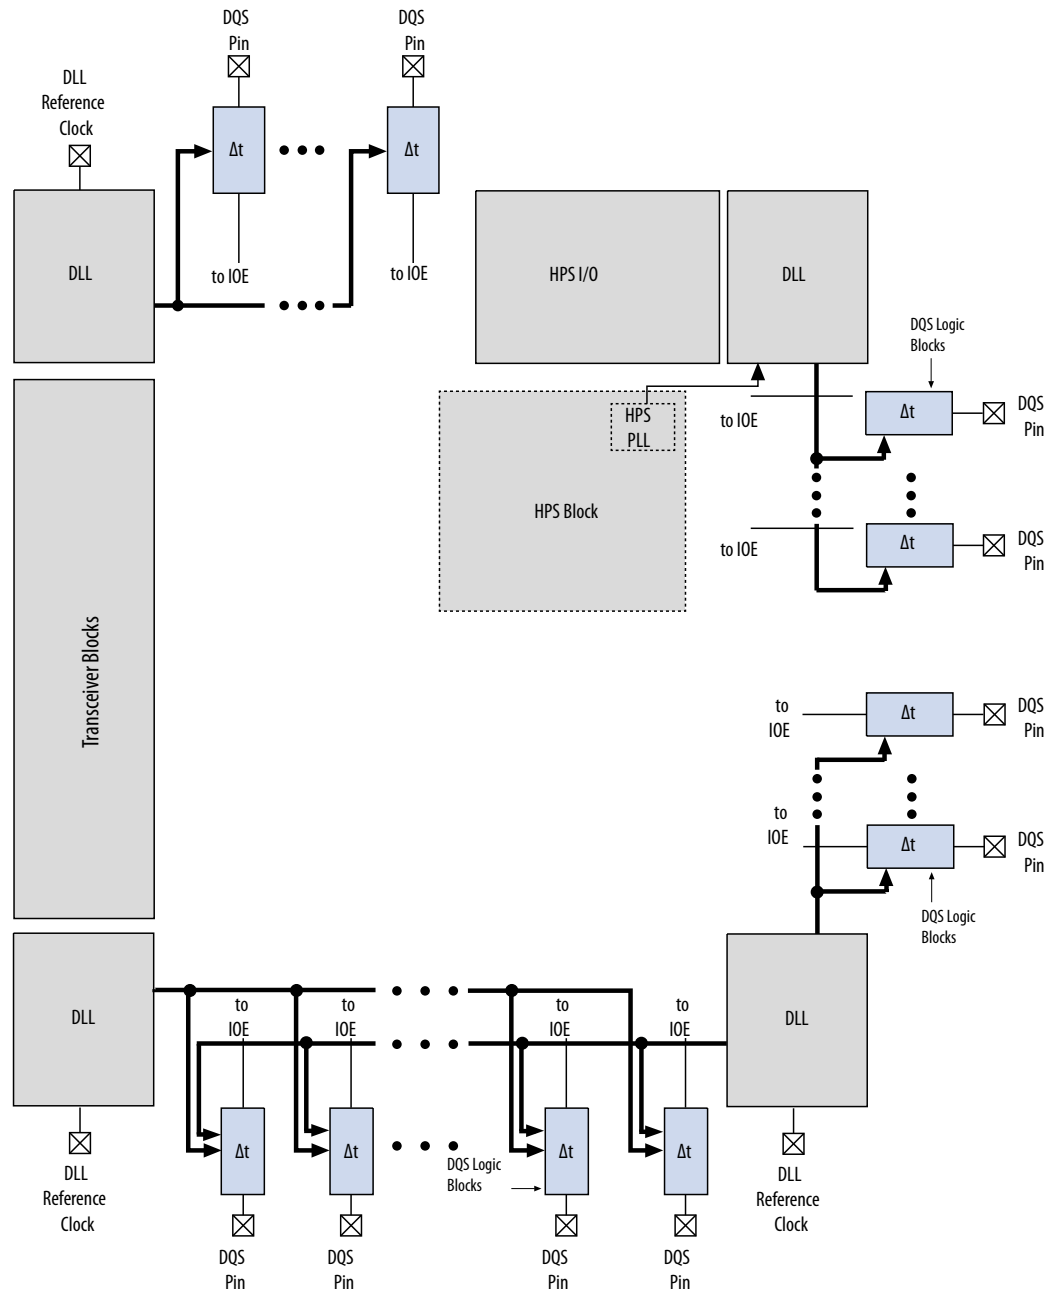 DQS
Pin
DQS
Pin
DLL
Reference
Clock
Δt
Δt
to IOE
to IOE
DLL
HPS I/O
DLL
DQS Logic
Blocks
Δt
DQS
Pin
to IOE
HPS
PLL
HPS Block
Δt
DQS
Pin
to IOE
Transceiver Blocks
to
IOE
Δt
DQS
Pin
to
IOE
Δt
DQS
Pin
DQS Logic
Blocks
DLL
to
IOE
to
IOE
to
IOE
to
IOE
DLL
Δt
Δt
Δt
Δt
DQS Logic
Blocks
DLL
Reference
Clock
DLL
Reference
Clock
DQS
Pin
DQS
Pin
DQS
Pin
DQS
Pin